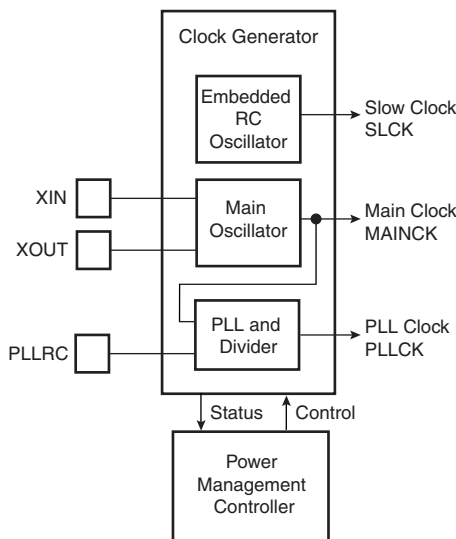 Clock Generator
Embedded
RC
Oscillator
Slow Clock
SLCK
XIN
Main
Oscillator
Main Clock
MAINCK
XOUT
PLL and
Divider
PLL Clock
PLLCK
PLLRC
Status
Control
Power
Management
Controller